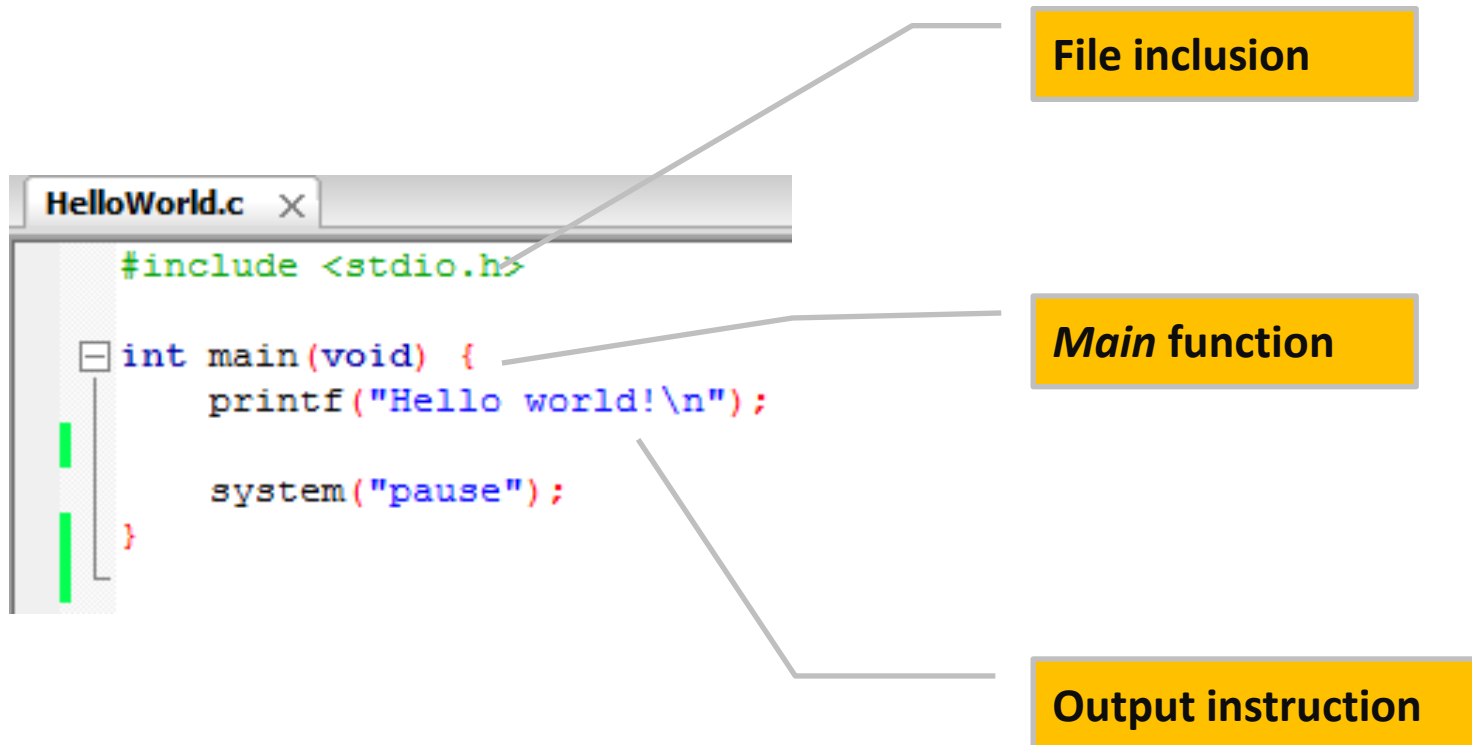 File inclusion
HelloWorld.c
#include <stdio.h>
int main(void) {
Main function
printf("Hello world!\n");
system("pause");
}
Output instruction